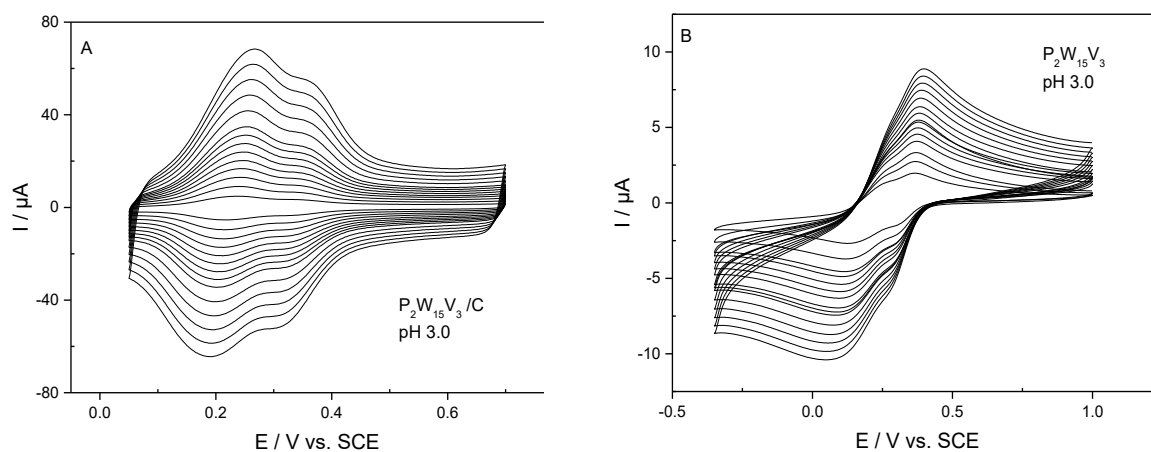 A
80
40
0
-40
-80
I / µA
P₂W₁₅V₃ /C
pH 3.0
0.0 0.2 0.4 0.6
E / V vs. SCE
B
10
5
0
-5
-10
I / µA
P₂W₁₅V₃
pH 3.0
-0.5 0.0 0.5 1.0
E / V vs. SCE